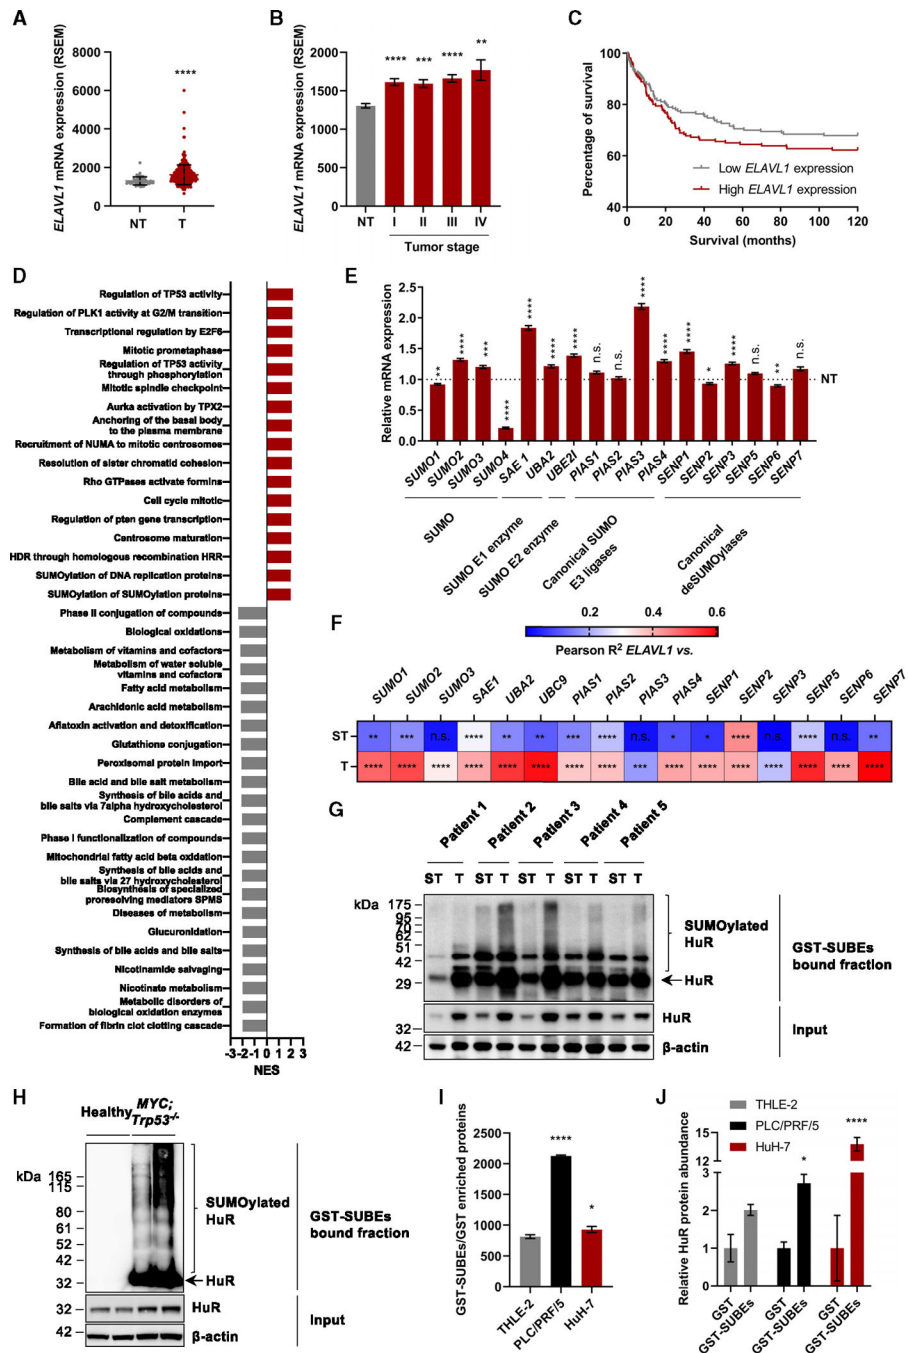 A
ELAVL1 mRNA expression (RSEM)
8000
6000
4000
2000
0
****
NT
T
B
ELAVL1 mRNA expression (RSEM)
2000
1500
1000
500
0
****
***
****
**
NT
I
II
III
IV
Tumor stage
C
Percentage of survival
100
80
60
Low ELAVL1 expression
High ELAVL1 expression
0
20
40
60
80
100
120
Survival (months)
D
Regulation of TP53 activity
Regulation of PLK1 activity at G2/M transition
Transcriptional regulation by E2F6
Mitotic prometaphase
Regulation of TP53 activity
through phosphorylation
Mitotic spindle checkpoint
Aurka activation by TPX2
Anchoring of the basal body
to the plasma membrane
Recruitment of NUMA to mitotic centrosomes
Resolution of sister chromatid cohesion
Rho GTPases activate formins
Cell cycle mitotic
Regulation of pten gene transcription
Centrosome maturation
HDR through homologous recombination HRR
SUMOylation of DNA replication proteins
SUMOylation of SUMOylation proteins
Phase II conjugation of compounds
Biological oxidations
Metabolism of vitamins and cofactors
Metabolism of water soluble
vitamins and cofactors
Fatty acid metabolism
Arachidonic acid metabolism
Aflatoxin activation and detoxification
Glutathione conjugation
Peroxisomal protein import
Bile acid and bile salt metabolism
Synthesis of bile acids and
bile salts via 7alpha hydroxycholesterol
Complement cascade
Phase I functionalization of compounds
Mitochondrial fatty acid beta oxidation
Synthesis of bile acids and
bile salts via 27 hydroxycholesterol
Biosynthesis of specialized
proresolving mediators SPMS
Diseases of metabolism
Glucuronidation
Synthesis of bile acids and bile salts
Nicotinamide salvaging
Nicotinate metabolism
Metabolic disorders of
biological oxidation enzymes
Formation of fibrin clot clotting cascade
-3 -2 -1 0 1 2 3
NES
E
Relative mRNA expression
2.5
2.0
1.5
1.0
0.5
0.0
**
****
***
****
****
****
****
n.s.
n.s.
****
****
****
*
****
n.s.
**
n.s.
NT
SUMO1
SUMO2
SUMO3
SUMO4
SAE 1
UBA2
UBE2I
PIAS1
PIAS2
PIAS3
PIAS4
SENP1
SENP2
SENP3
SENP5
SENP6
SENP7
SUMO
SUMO E1 enzyme
SUMO E2 enzyme
Canonical SUMO
E3 ligases
Canonical
deSUMOylases
F
0.2
0.4
0.6
Pearson R2 ELAVL1 vs.
SUMO1
SUMO2
SUMO3
SAE1
UBA2
UBC9
PIAS1
PIAS2
PIAS3
PIAS4
SENP1
SENP2
SENP3
SENP5
SENP6
SENP7
ST ** *** n.s. **** ** ** *** **** n.s. * * **** n.s. **** n.s. **
T **** **** **** **** **** **** **** **** *** **** **** **** *** **** **** ****
G
Patient 1
Patient 2
Patient 3
Patient 4
Patient 5
ST T ST T ST T ST T ST T
kDa
175
95
70
62
51
42
29
SUMOylated
HuR
HuR
GST-SUBEs
bound fraction
32
HuR
42
β-actin
Input
H
Healthy
MYC;
Trp53-/-
kDa
165
115
80
61
52
42
32
SUMOylated
HuR
HuR
GST-SUBEs
bound fraction
32
HuR
42
β-actin
Input
I
GST-SUBEs/GST enriched proteins
2500
2000
1500
1000
500
0
****
*
THLE-2
PLC/PRF/5
HuH-7
J
THLE-2
PLC/PRF/5
HuH-7
Relative HuR protein abundance
15
12
3
2
1
0
*
****
GST
GST-SUBEs
GST
GST-SUBEs
GST
GST-SUBEs